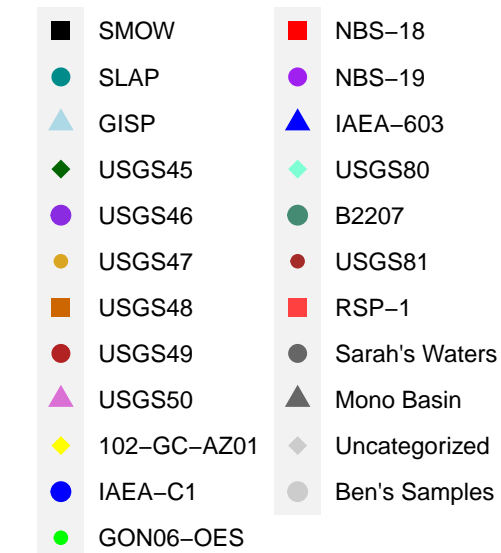 SMOW
SLAP
GISP
USGS45
USGS46
USGS47
USGS48
USGS49
USGS50
102−GC−AZ01
IAEA−C1
GON06−OES
NBS−18
NBS−19
IAEA−603
USGS80
B2207
USGS81
RSP−1
Sarah's Waters
Mono Basin
Uncategorized
Ben's Samples